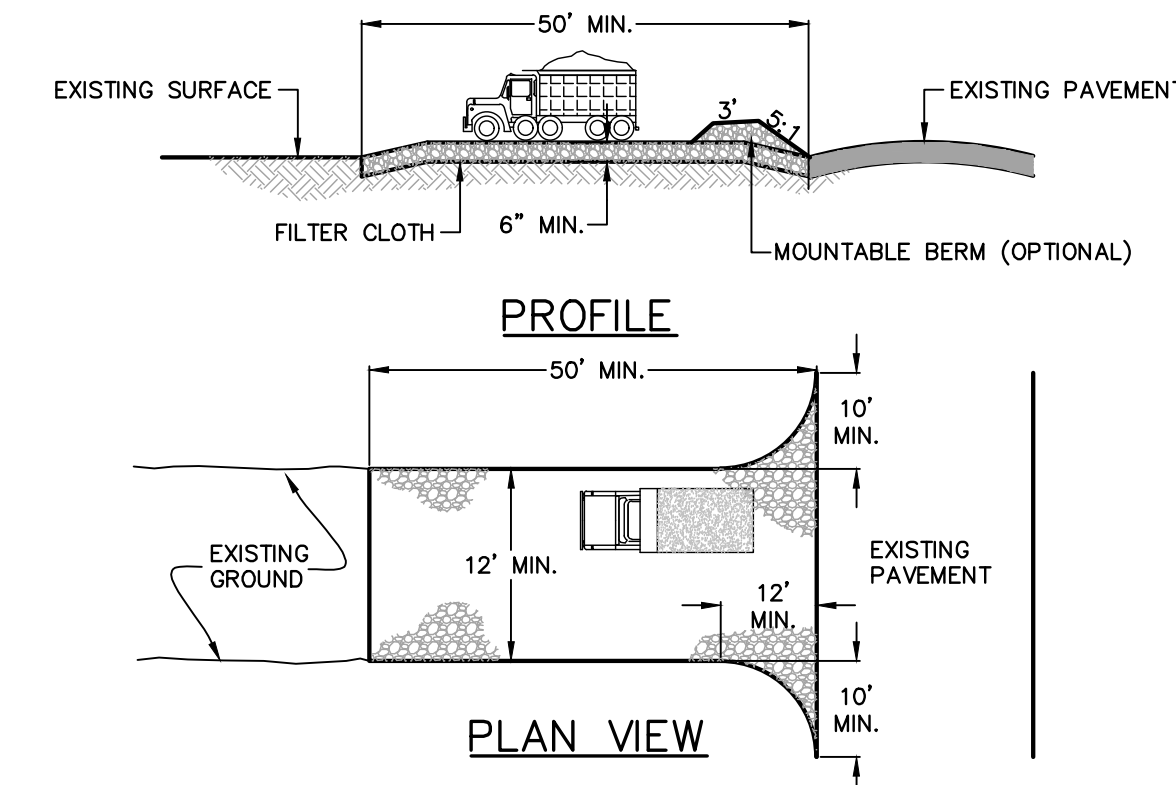 50' MIN.
EXISTING SURFACE
EXISTING PAVEMENT
3'
5:1
FILTER CLOTH
6" MIN.
MOUNTABLE BERM (OPTIONAL)
PROFILE
50' MIN.
10'
MIN.
EXISTING
GROUND
12' MIN.
EXISTING
PAVEMENT
12'
MIN.
10'
MIN.
PLAN VIEW